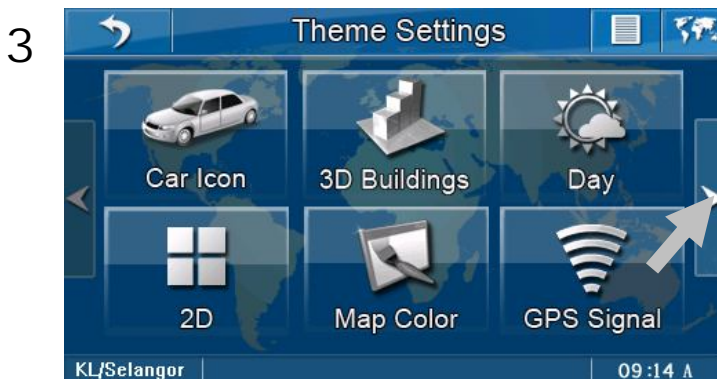 3
Theme Settings
Car Icon
3D Buildings
Day
2D
Map Color
GPS Signal
KL/Selangor
09:14 A